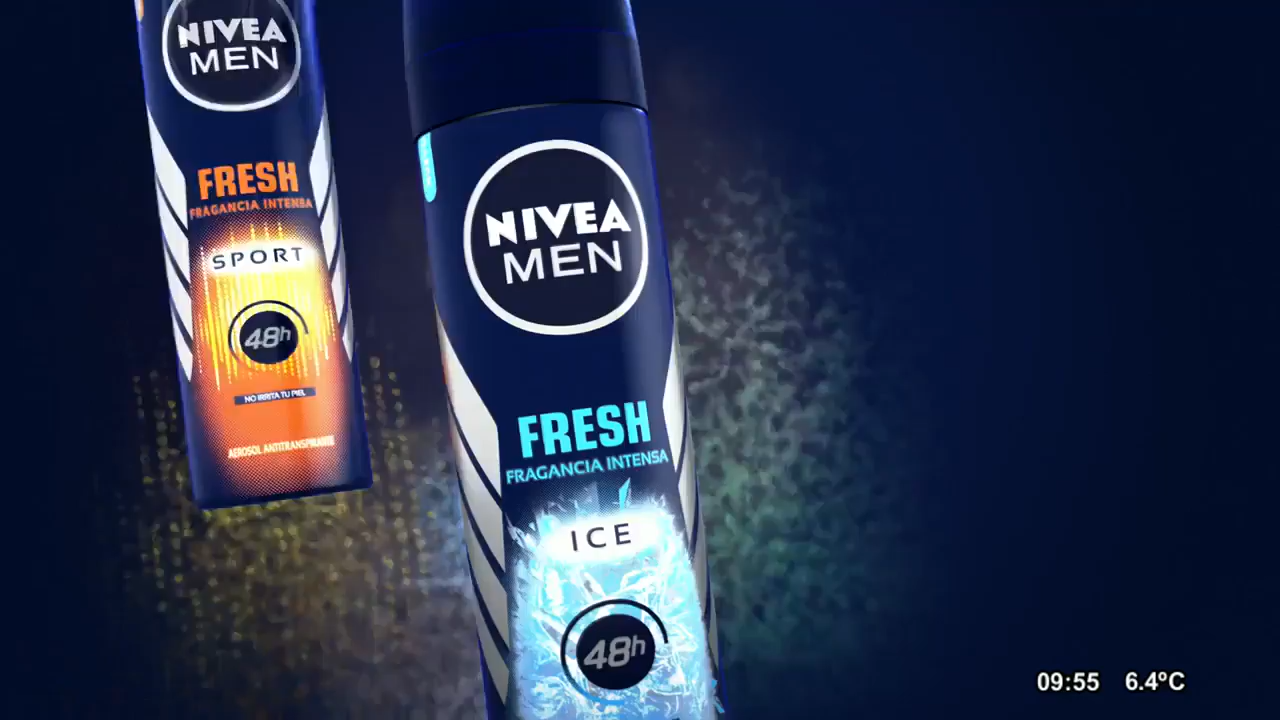 NIVEA
MEN
FRESH
FRAGANCIA INTENSA
SPORT
48h
NO IRRITA TU PIEL
AEROSOL ANTITRANSPIRANTE
NIVEA
MEN
FRESH
FRAGANCIA INTENSA
ICE
48h
09:55 6.4ºC